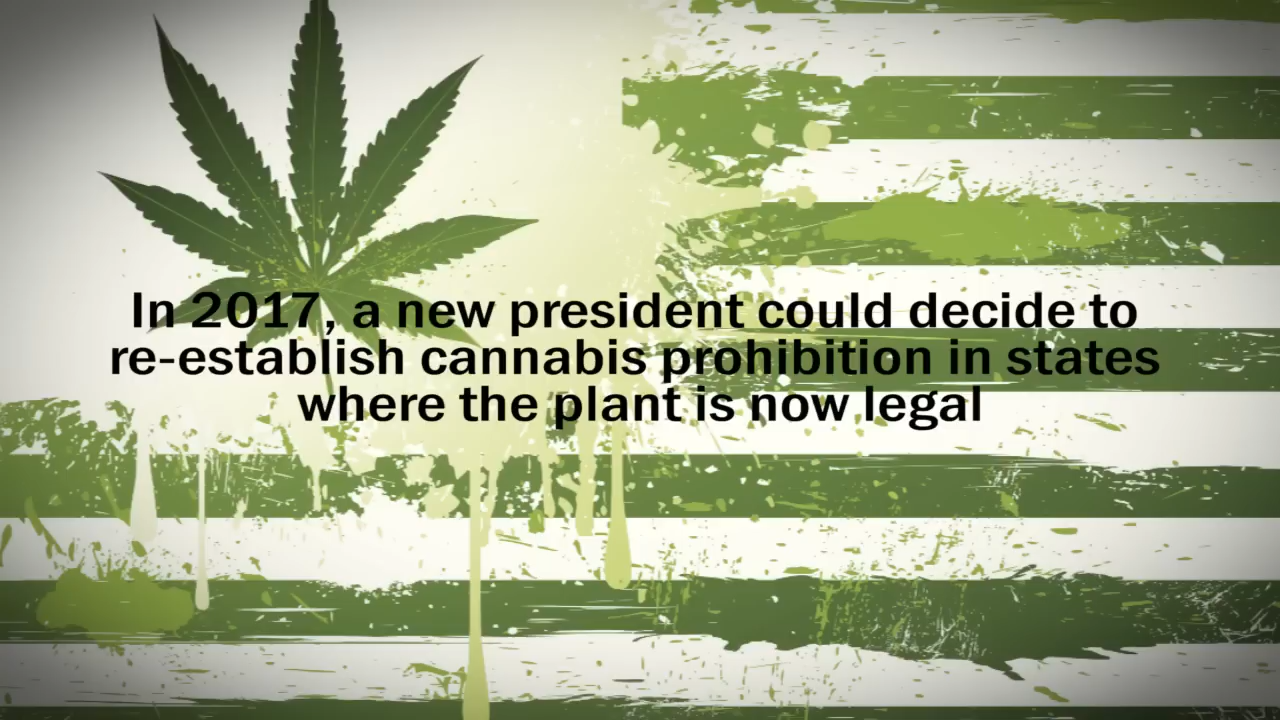 In 2017, a new president could decide to
re-establish cannabis prohibition in states
where the plant is now legal